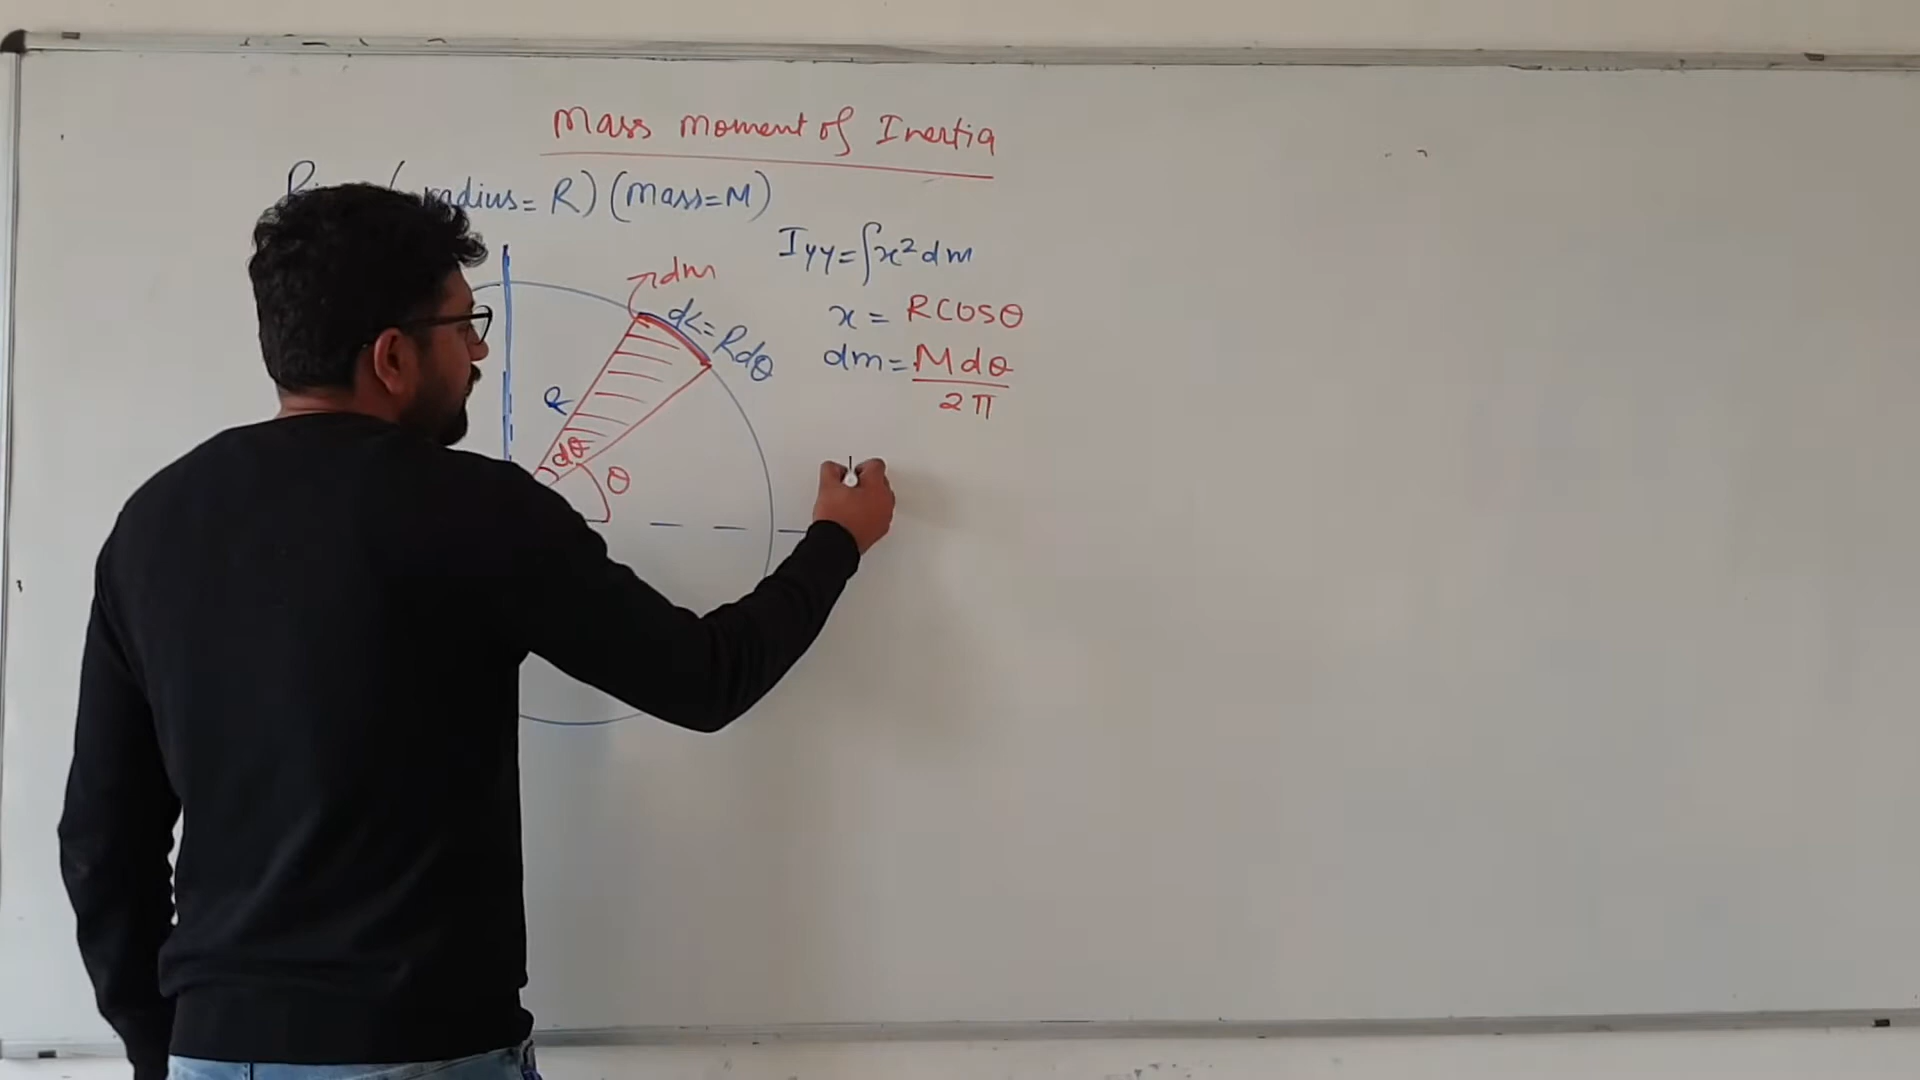 Mass moment of Inertia
radius= R) (Mass=M)
Iyy=∫x²dm
dm
x = RCOSθ
dL=Rdθ
dm=Mdθ
2π
R
dθ
θ